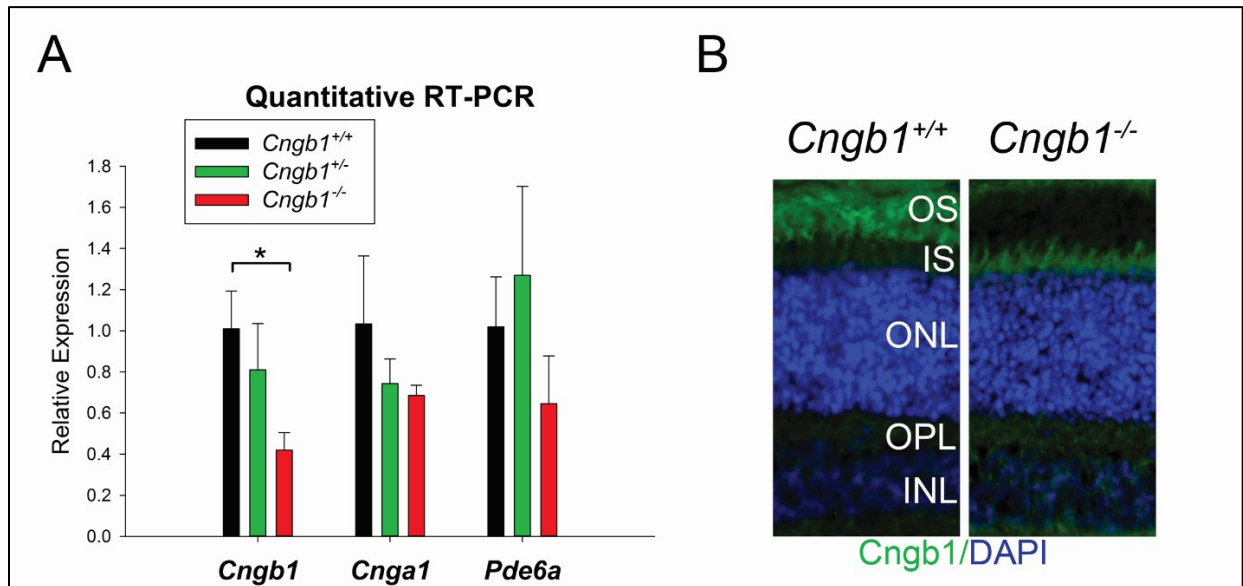 A
Quantitative RT-PCR
Cngb1+/+
Cngb1+/-
Cngb1-/-
Relative Expression
1.8
1.6
1.4
1.2
1.0
0.8
0.6
0.4
0.2
0.0
*
Cngb1 Cnga1 Pde6a
B
Cngb1+/+ Cngb1-/-
OS
IS
ONL
OPL
INL
Cngb1/DAPI